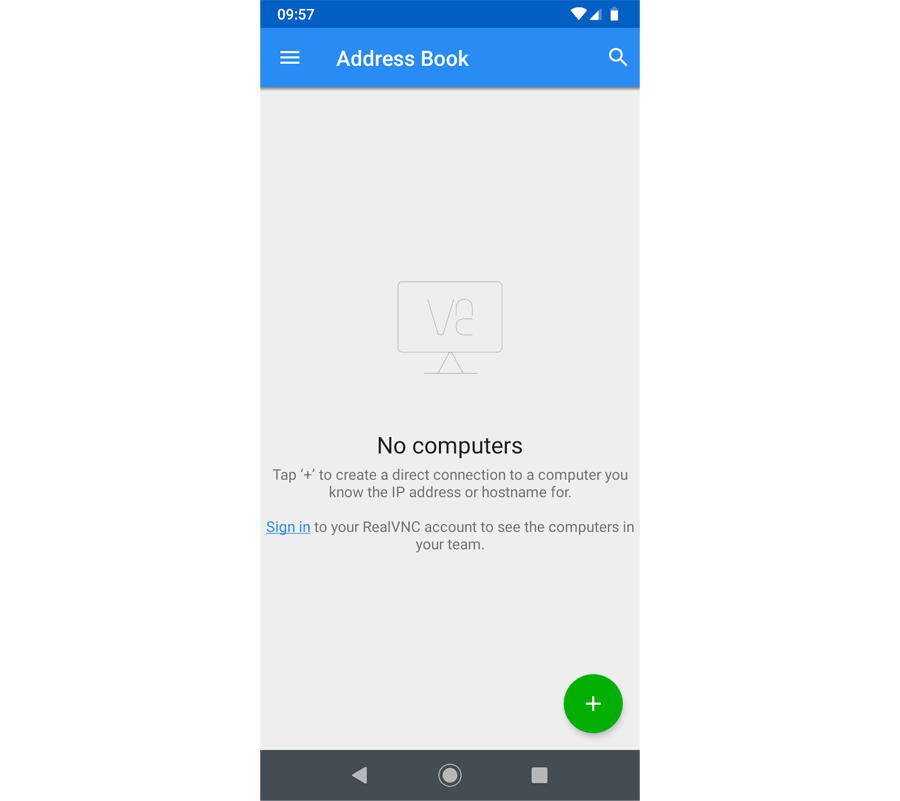 09:57
Address Book
No computers
Tap ‘+’ to create a direct connection to a computer you
know the IP address or hostname for.
Sign in to your RealVNC account to see the computers in
your team.